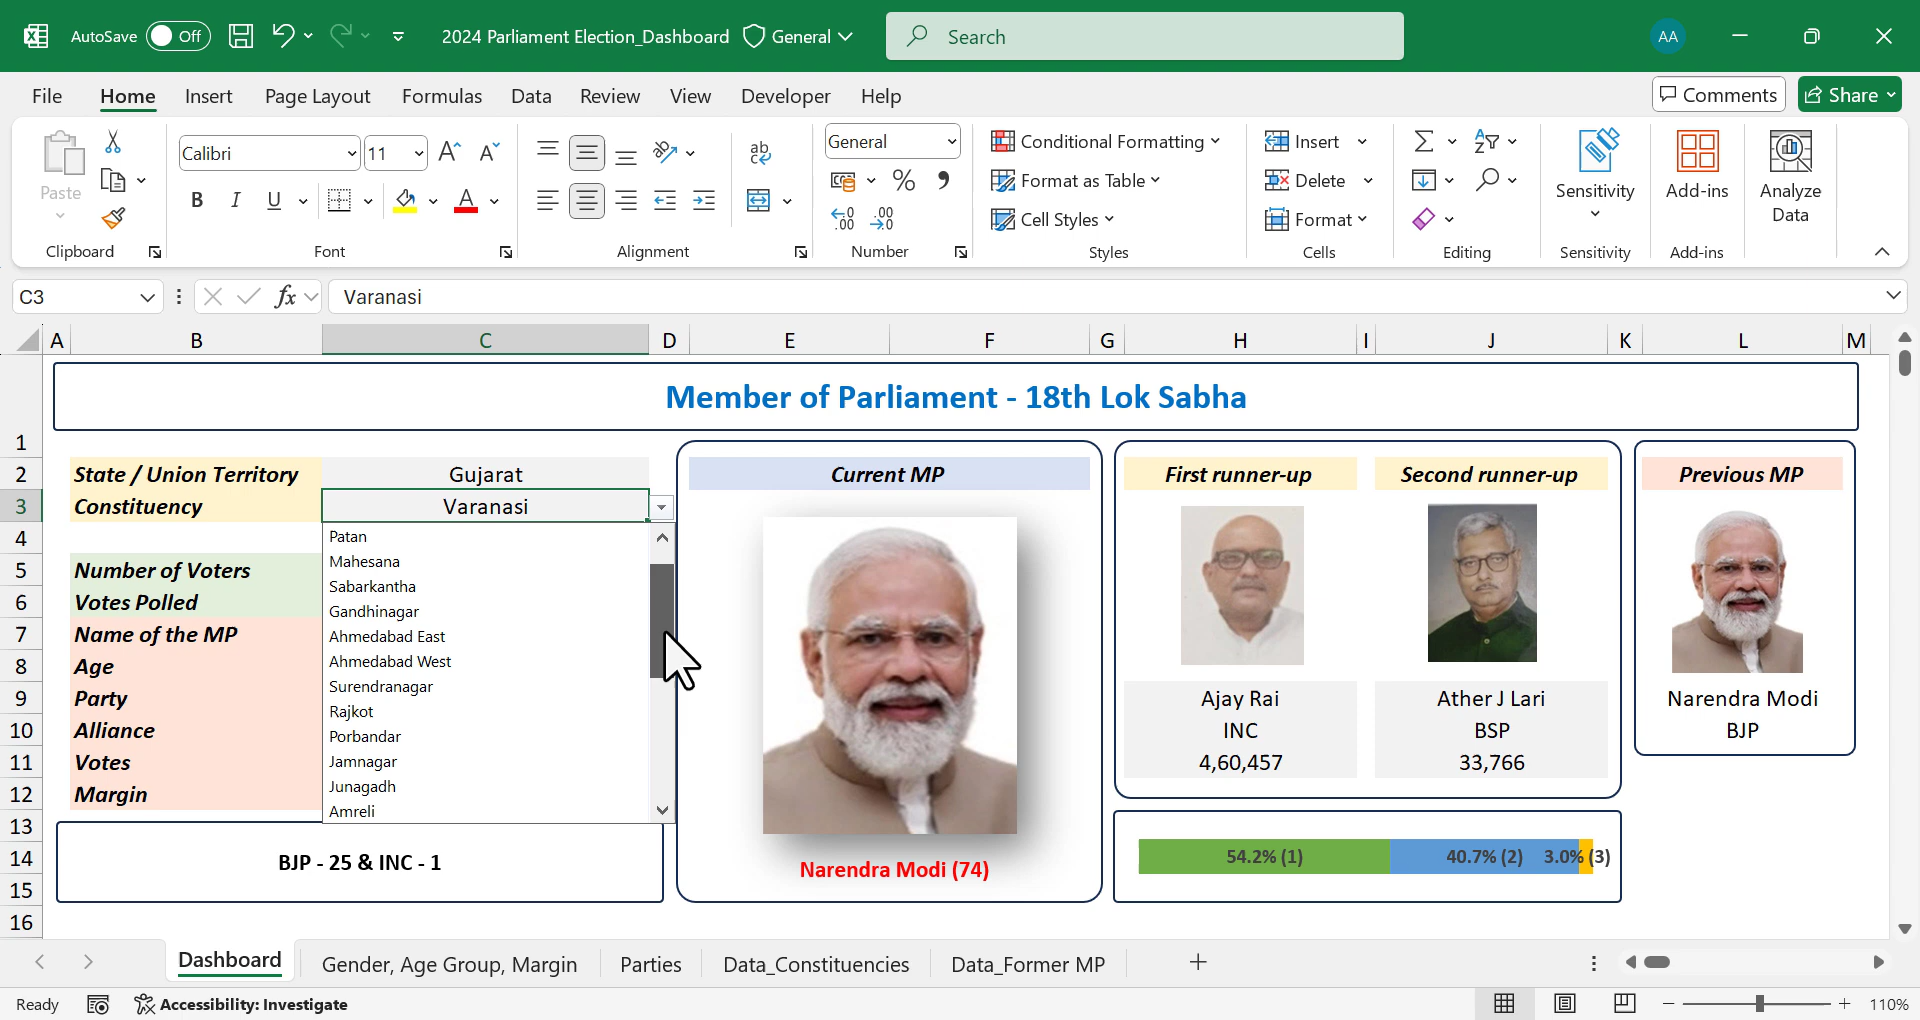 AutoSave Off 2024 Parliament Election_Dashboard General Search AA
File Home Insert Page Layout Formulas Data Review View Developer Help Comments Share
Paste
Clipboard
Calibri 11
B I U A
Font
ab
c
Alignment
General
% 9
Number
Conditional Formatting
Format as Table
Cell Styles
Styles
Insert
Delete
Format
Cells
Editing
Sensitivity
Sensitivity
Add-ins
Add-ins
Analyze
Data
C3 fx Varanasi
A B C D E F G H I J K L M
1 2 3 4 5 6 7 8 9 10 11 12 13 14 15 16
Member of Parliament - 18th Lok Sabha
State / Union Territory Gujarat
Constituency Varanasi
Patan
Mahesana
Sabarkantha
Gandhinagar
Ahmedabad East
Ahmedabad West
Surendranagar
Rajkot
Porbandar
Jamnagar
Junagadh
Amreli
Number of Voters
Votes Polled
Name of the MP
Age
Party
Alliance
Votes
Margin
BJP - 25 & INC - 1
Current MP
Narendra Modi (74)
First runner-up
Ajay Rai
INC
4,60,457
Second runner-up
Ather J Lari
BSP
33,766
54.2% (1) 40.7% (2) 3.0% (3)
Previous MP
Narendra Modi
BJP
Dashboard Gender, Age Group, Margin Parties Data_Constituencies Data_Former MP
Ready Accessibility: Investigate 110%